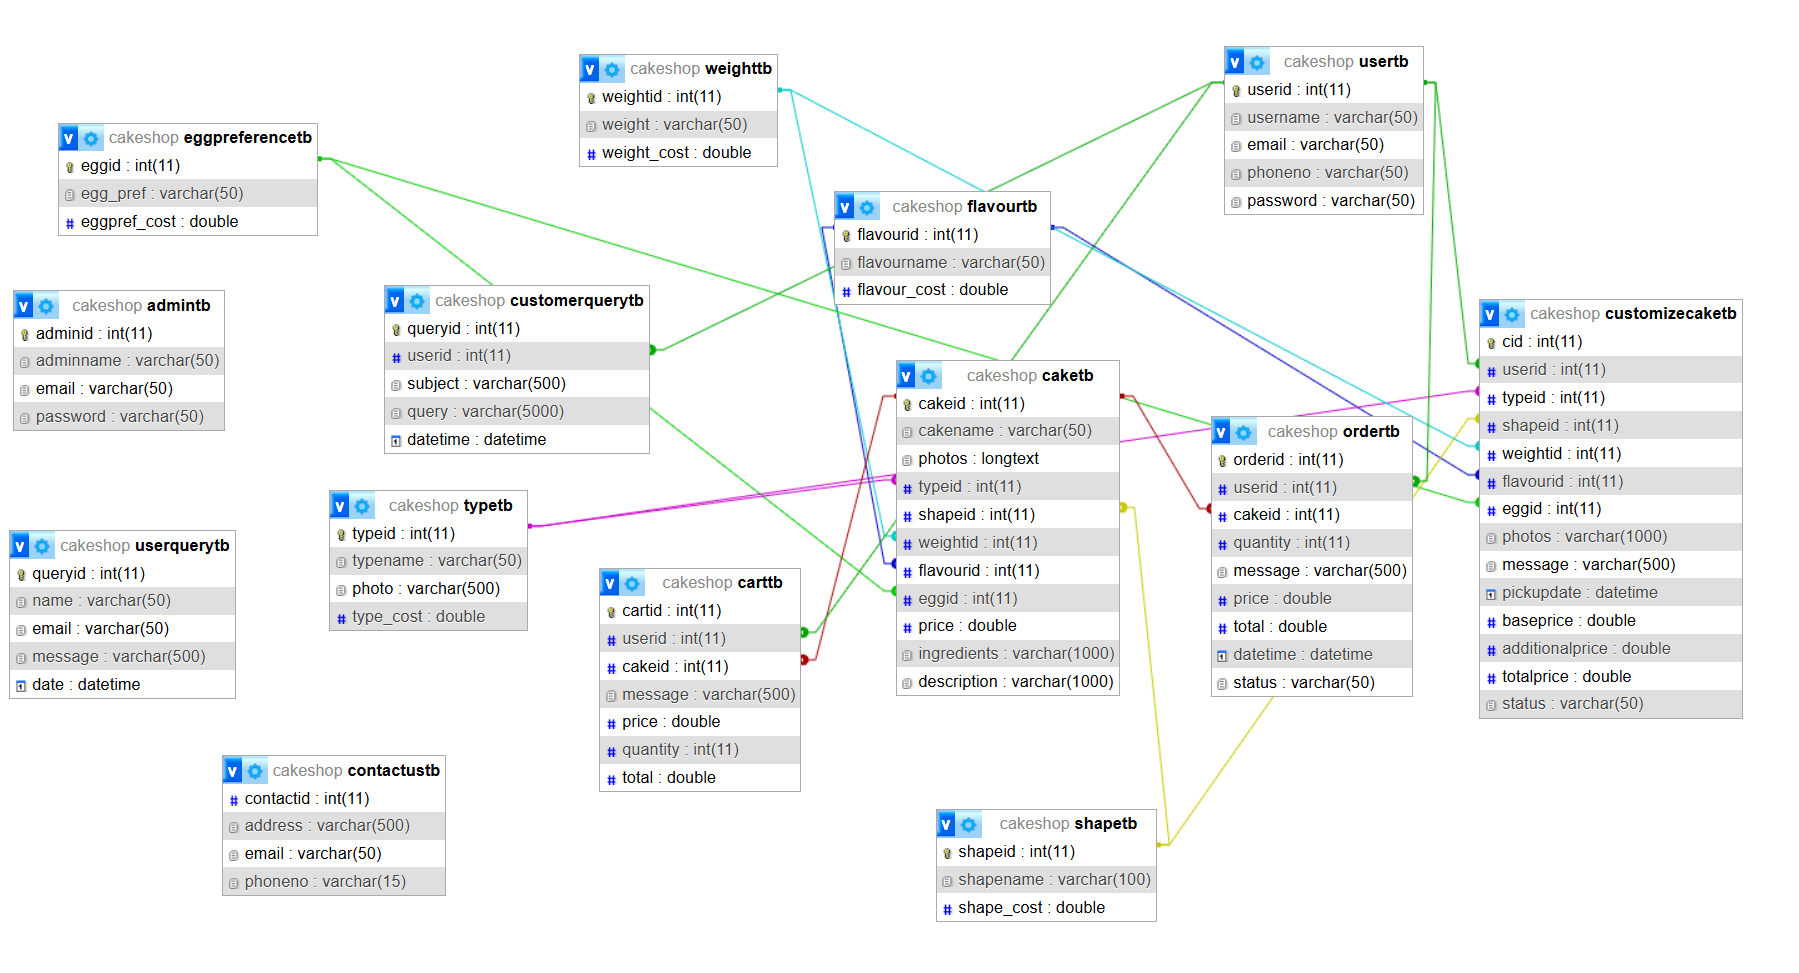 cakeshop weighttb
weightid : int(11)
weight : varchar(50)
weight_cost : double
cakeshop usertb
userid : int(11)
username : varchar(50)
email : varchar(50)
phoneno : varchar(50)
password : varchar(50)
cakeshop eggpreferencetb
eggid : int(11)
egg_pref : varchar(50)
eggpref_cost : double
cakeshop flavourtb
flavourid : int(11)
flavourname : varchar(50)
flavour_cost : double
cakeshop admintb
adminid : int(11)
adminname : varchar(50)
email : varchar(50)
password : varchar(50)
cakeshop customerquerytb
queryid : int(11)
userid : int(11)
subject : varchar(500)
query : varchar(5000)
datetime : datetime
cakeshop customizecaketb
cid : int(11)
userid : int(11)
typeid : int(11)
shapeid : int(11)
weightid : int(11)
flavourid : int(11)
eggid : int(11)
photos : varchar(1000)
message : varchar(500)
pickupdate : datetime
baseprice : double
additionalprice : double
totalprice : double
status : varchar(50)
cakeshop caketb
cakeid : int(11)
cakename : varchar(50)
photos : longtext
typeid : int(11)
shapeid : int(11)
weightid : int(11)
flavourid : int(11)
eggid : int(11)
price : double
ingredients : varchar(1000)
description : varchar(1000)
cakeshop ordertb
orderid : int(11)
userid : int(11)
cakeid : int(11)
quantity : int(11)
message : varchar(500)
price : double
total : double
datetime : datetime
status : varchar(50)
cakeshop typetb
typeid : int(11)
typename : varchar(50)
photo : varchar(500)
type_cost : double
cakeshop userquerytb
queryid : int(11)
name : varchar(50)
email : varchar(50)
message : varchar(500)
date : datetime
cakeshop carttb
cartid : int(11)
userid : int(11)
cakeid : int(11)
message : varchar(500)
price : double
quantity : int(11)
total : double
cakeshop contactustb
contactid : int(11)
address : varchar(500)
email : varchar(50)
phoneno : varchar(15)
cakeshop shapetb
shapeid : int(11)
shapename : varchar(100)
shape_cost : double